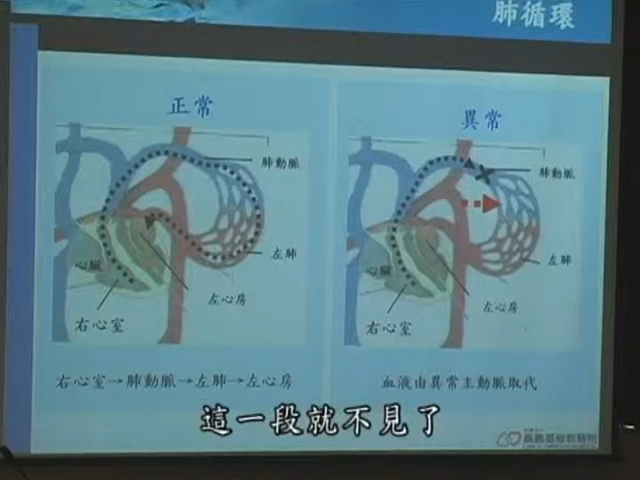 肺循環
正常
肺動脈
左肺
心臟
左心房
右心室
右心室→肺動脈→左肺→左心房
異常
肺動脈
左肺
心臟
左心房
右心室
血液由異常主動脈取代
這一段就不見了
嘉義基督教醫院